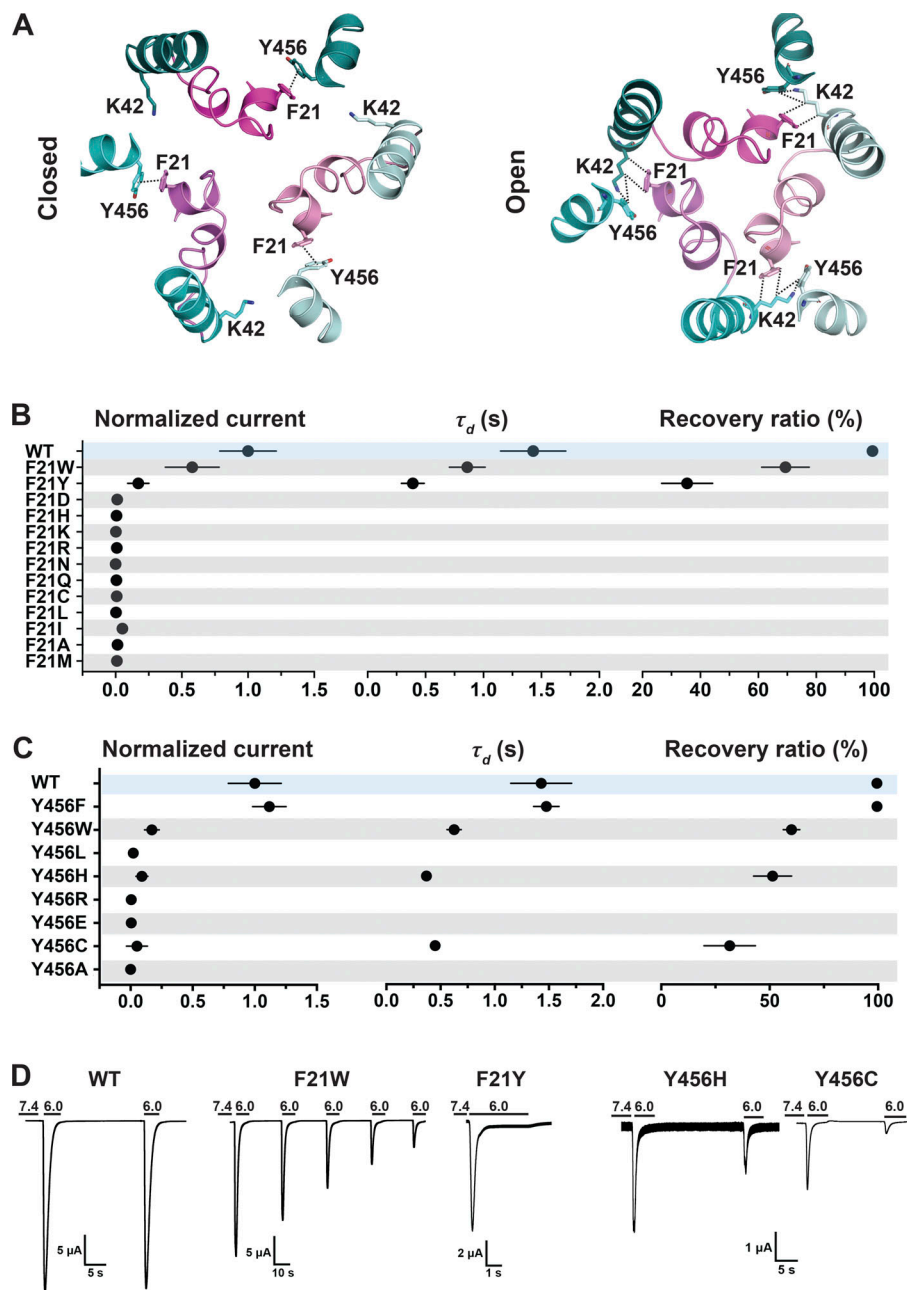 A
Closed
Y456
F21
K42
F21
Y456
K42
F21
Y456
K42
Open
Y456
K42
F21
K42
F21
Y456
F21
Y456
K42
B
Normalized current τd (s) Recovery ratio (%)
WT
F21W
F21Y
F21D
F21H
F21K
F21R
F21N
F21Q
F21C
F21L
F21I
F21A
F21M
0.0 0.5 1.0 1.5 0.0 0.5 1.0 1.5 2.0 20 40 60 80 100
C
Normalized current τd (s) Recovery ratio (%)
WT
Y456F
Y456W
Y456L
Y456H
Y456R
Y456E
Y456C
Y456A
0.0 0.5 1.0 1.5 0.0 0.5 1.0 1.5 2.0 0 50 100
D
WT F21W F21Y Y456H Y456C
7.4 6.0 6.0 7.4 6.0 6.0 6.0 6.0 6.0 7.4 6.0 7.4 6.0 6.0 7.4 6.0 6.0
5 µA
5 s
5 µA
10 s
2 µA
1 s
1 µA
5 s